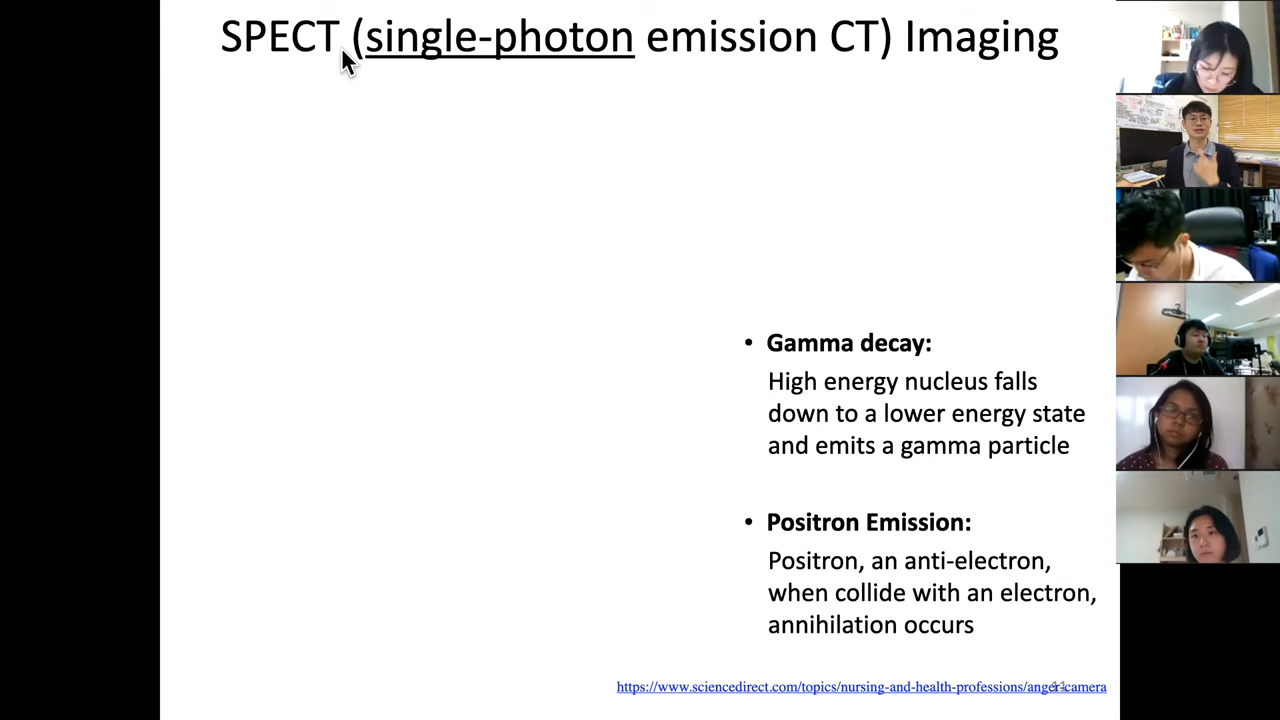 SPECT (single-photon emission CT) Imaging
• Gamma decay:
High energy nucleus falls
down to a lower energy state
and emits a gamma particle
• Positron Emission:
Positron, an anti-electron,
when collide with an electron,
annihilation occurs
https://www.sciencedirect.com/topics/nursing-and-health-professions/anger-camera
11